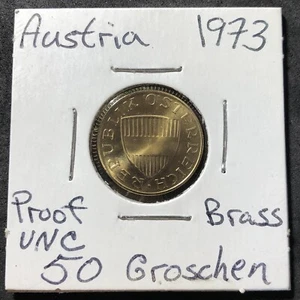 Austria 1973
REPUBLIK ÖSTERREICH
Proof Brass
UNC
50 Groschen